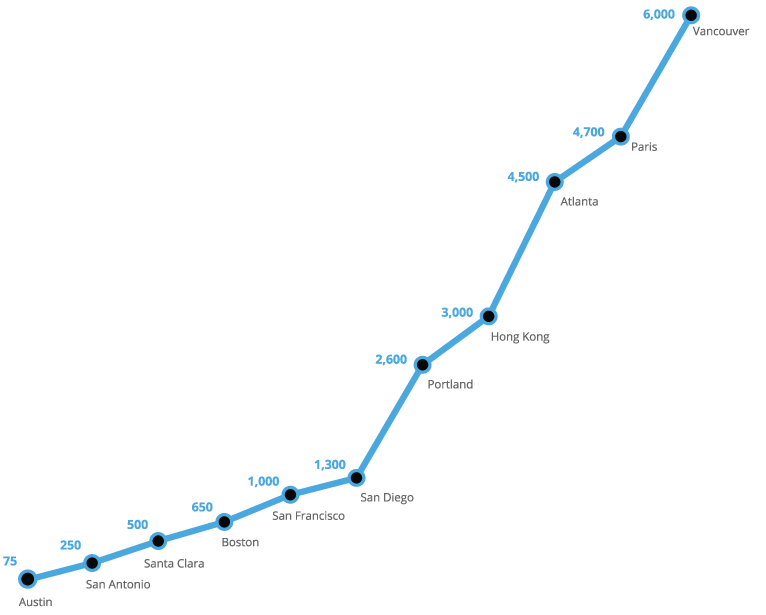 6,000
Vancouver
4,700
Paris
4,500
Atlanta
3,000
Hong Kong
2,600
Portland
1,300
San Diego
1,000
San Francisco
650
Boston
500
Santa Clara
250
San Antonio
75
Austin